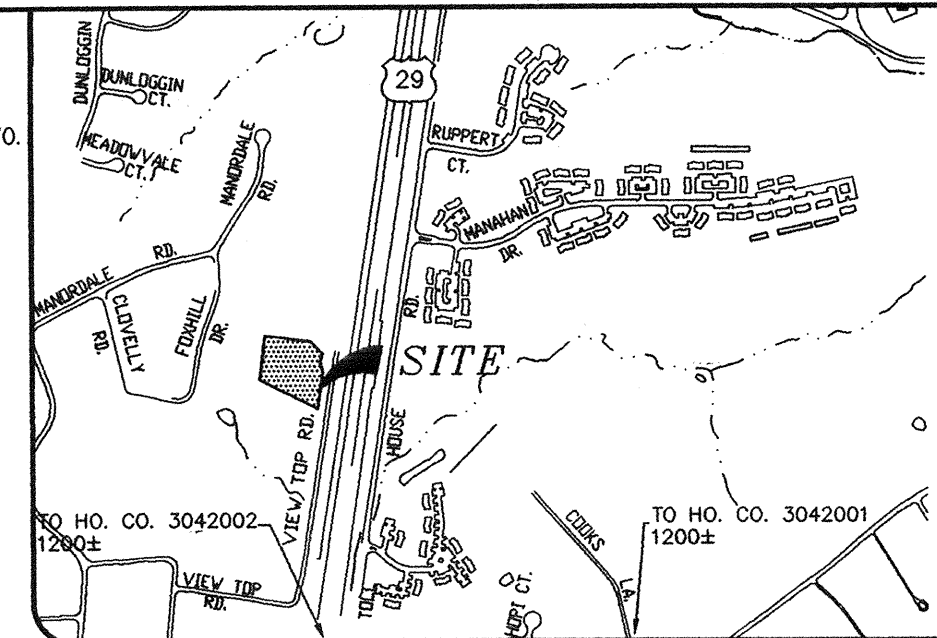 DUNLOGGIN
DUNLOGGIN
CT.
MEADOWVALE
CT.
MANORDALE
RD.
29
RUPPERT
CT.
MANAHAN
DR.
MANORDALE
RD.
CLOVELLY
RD.
FOXHILL
DR.
RD.
SITE
HOUSE
TOLL
VIEW TOP RD.
TO HO. CO. 3042002
1200±
VIEW TOP
RD.
COOKS
LA.
HOPI CT.
TO HO. CO. 3042001
1200±